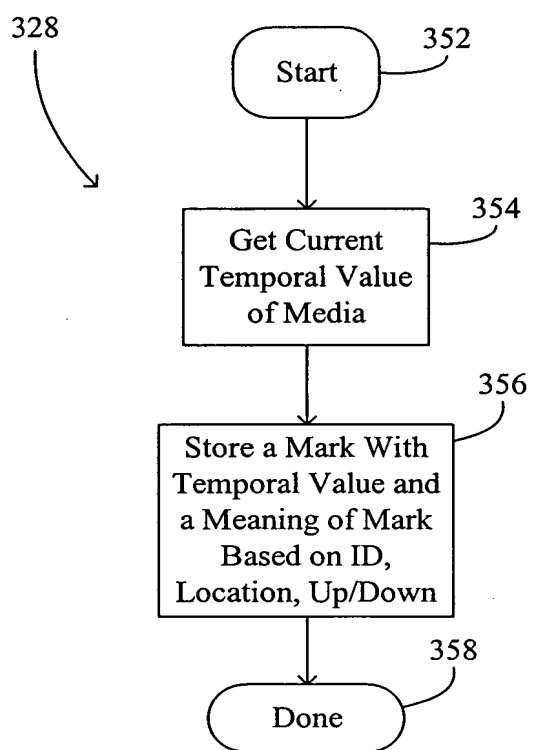 328
352
Start
354
Get Current
Temporal Value
of Media
356
Store a Mark With
Temporal Value and
a Meaning of Mark
Based on ID,
Location, Up/Down
358
Done